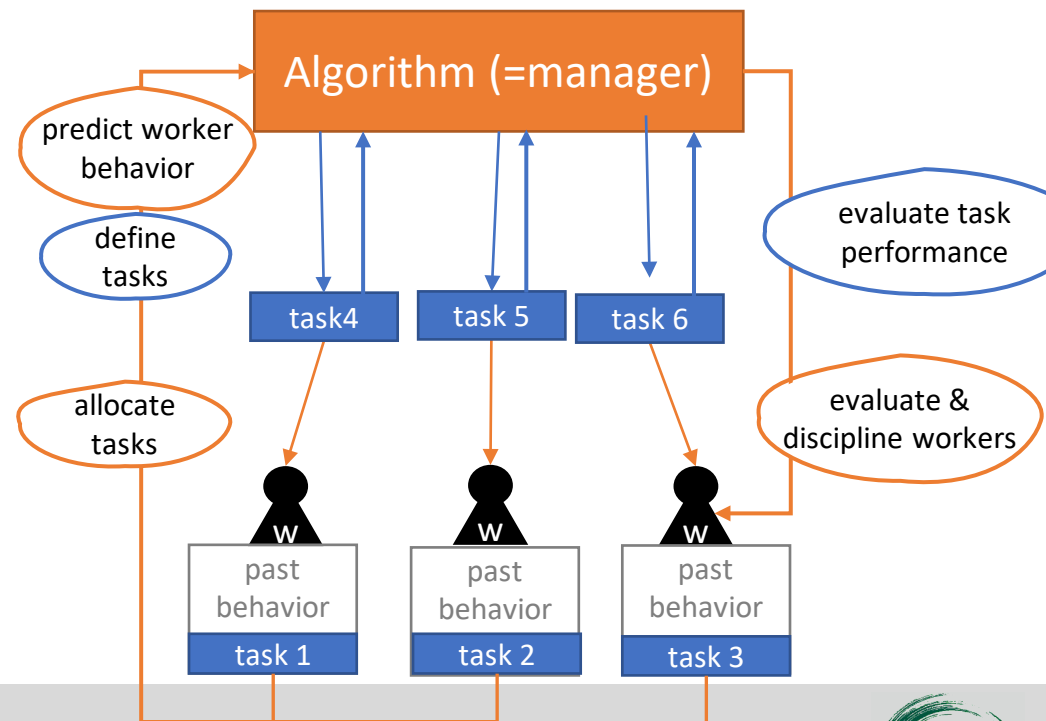 Algorithm (=manager)
predict worker
behavior
define
tasks
evaluate task
performance
task4
task 5
task 6
allocate
tasks
evaluate &
discipline workers
w
w
w
past
behavior
past
behavior
past
behavior
task 1
task 2
task 3